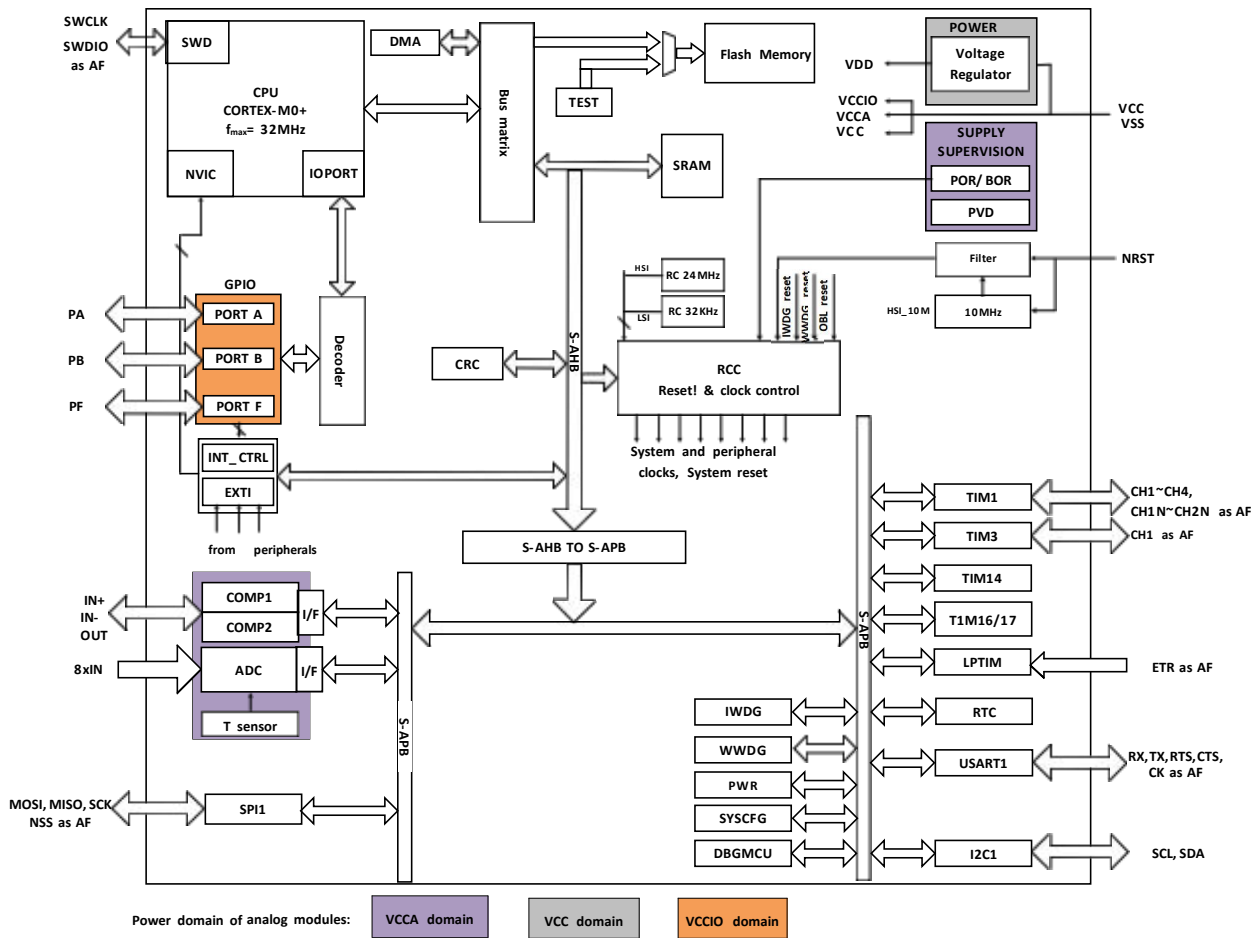 SWCLK
SWDIO
as AF
SWD
CPU
CORTEX-M0+
fmax= 32MHz
NVIC
IOPORT
DMA
Bus matrix
TEST
Flash Memory
SRAM
POWER
Voltage
Regulator
VDD
VCCIO
VCCA
VCC
VCC
VSS
SUPPLY
SUPERVISION
POR/ BOR
PVD
Filter
NRST
HSI_10M
10MHz
HSI
RC 24MHz
RC 32KHz
LSI
IWDG reset
WWDG reset
OBL reset
GPIO
PA
PORT A
PB
PORT B
PF
PORT F
Decoder
CRC
S-AHB
RCC
Reset! & clock control
System and peripheral
clocks, System reset
INT_CTRL
EXTI
from peripherals
S-AHB TO S-APB
IN+
IN-
OUT
COMP1
COMP2
I/F
8xIN
ADC
I/F
T sensor
S-APB
MOSI, MISO, SCK
NSS as AF
SPI1
S-APB
TIM1
CH1~CH4,
CH1N~CH2N as AF
TIM3
CH1 as AF
TIM14
T1M16/17
LPTIM
ETR as AF
IWDG
RTC
WWDG
USART1
RX,TX,RTS,CTS,
CK as AF
PWR
SYSCFG
DBGMCU
I2C1
SCL, SDA
Power domain of analog modules:
VCCA domain
VCC domain
VCCIO domain